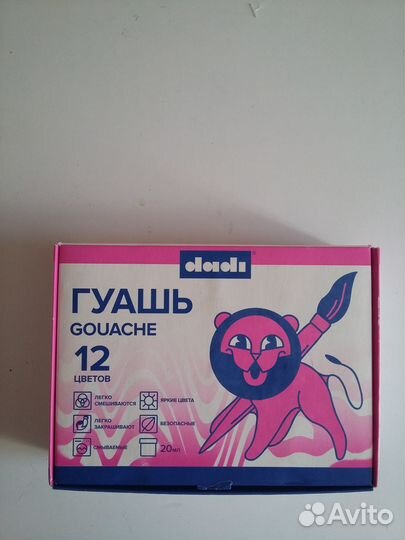 dadi®
ГУАШЬ
GOUACHE
12
ЦВЕТОВ
ЛЕГКО СМЕШИВАЮТСЯ
ЯРКИЕ ЦВЕТА
ЛЕГКО ЗАКРАШИВАЮТ
БЕЗОПАСНЫЕ
СМЫВАЕМЫЕ
20мл
Avito